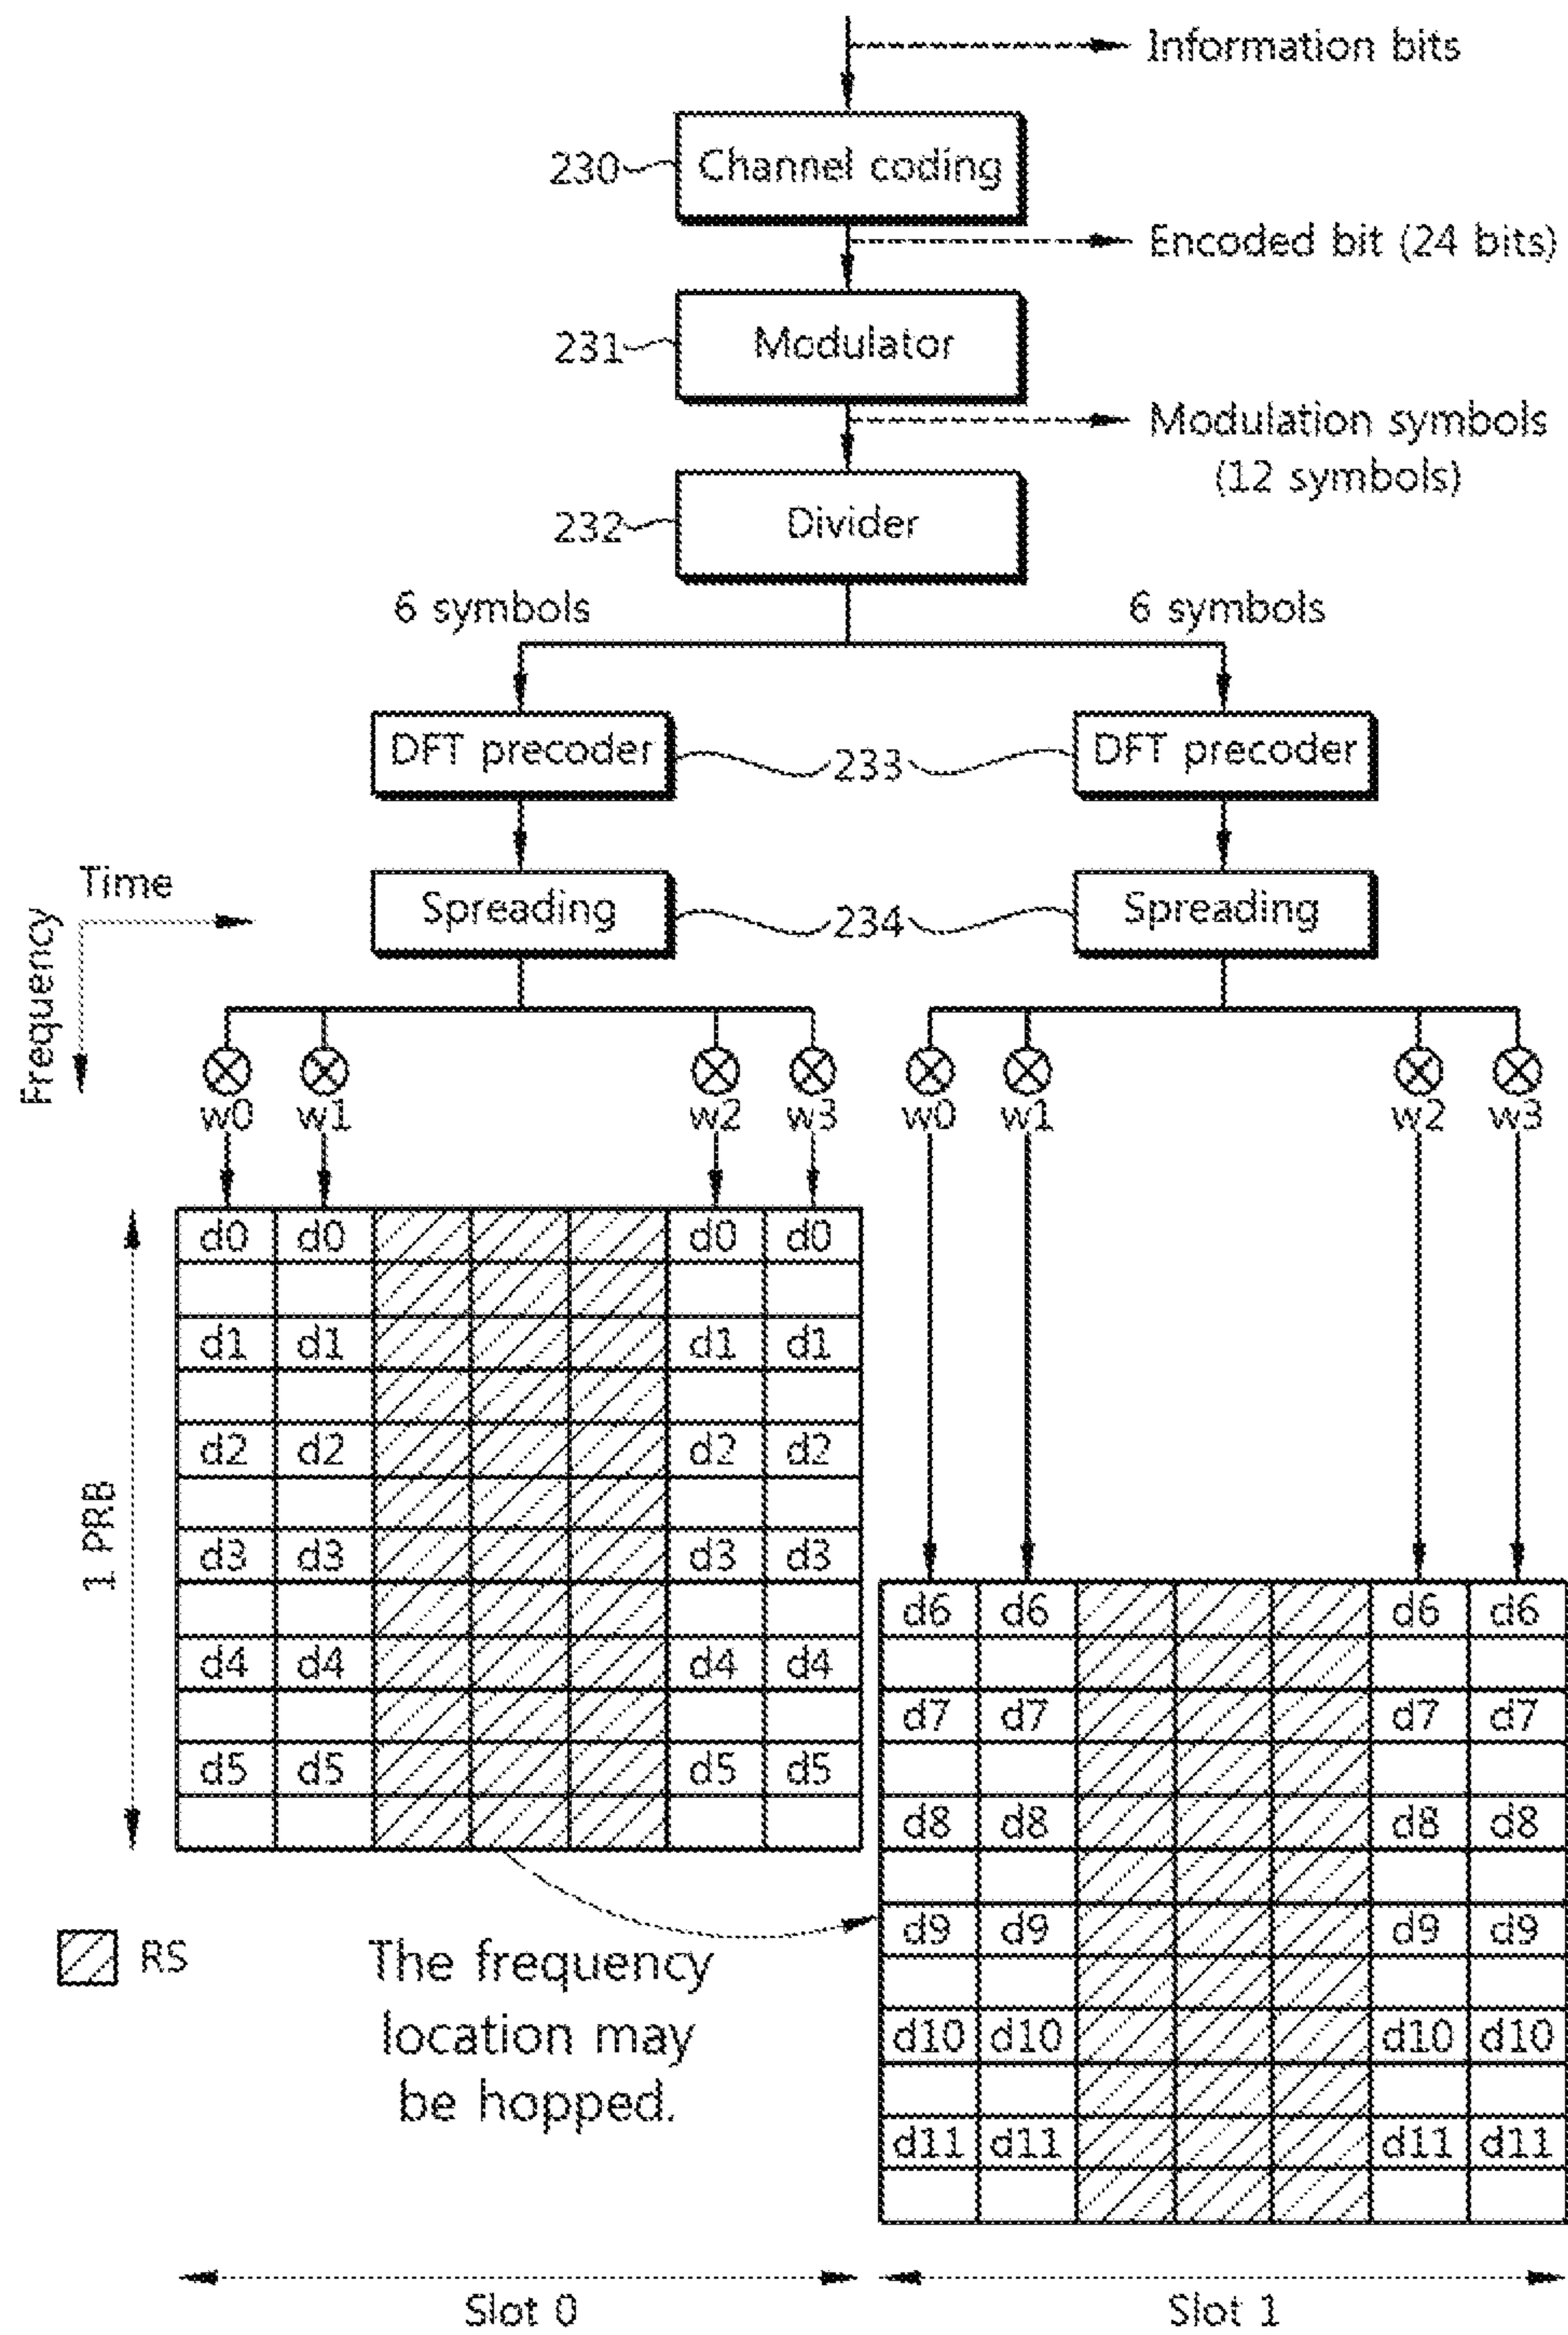 Information bits
230 Channel coding
Encoded bit (24 bits)
231 Modulator
Modulation symbols
(12 symbols)
232 Divider
6 symbols 6 symbols
DFT precoder 233 DFT precoder
Time
Frequency
Spreading 234 Spreading
w0 w1 w2 w3 w0 w1 w2 w3
1 PRB
d0 d0 d0 d0
d1 d1 d1 d1
d2 d2 d2 d2
d3 d3 d3 d3
d4 d4 d4 d4
d5 d5 d5 d5
d6 d6 d6 d6
d7 d7 d7 d7
d8 d8 d8 d8
d9 d9 d9 d9
d10 d10 d10 d10
d11 d11 d11 d11
RS
The frequency
location may
be hopped.
Slot 0 Slot 1